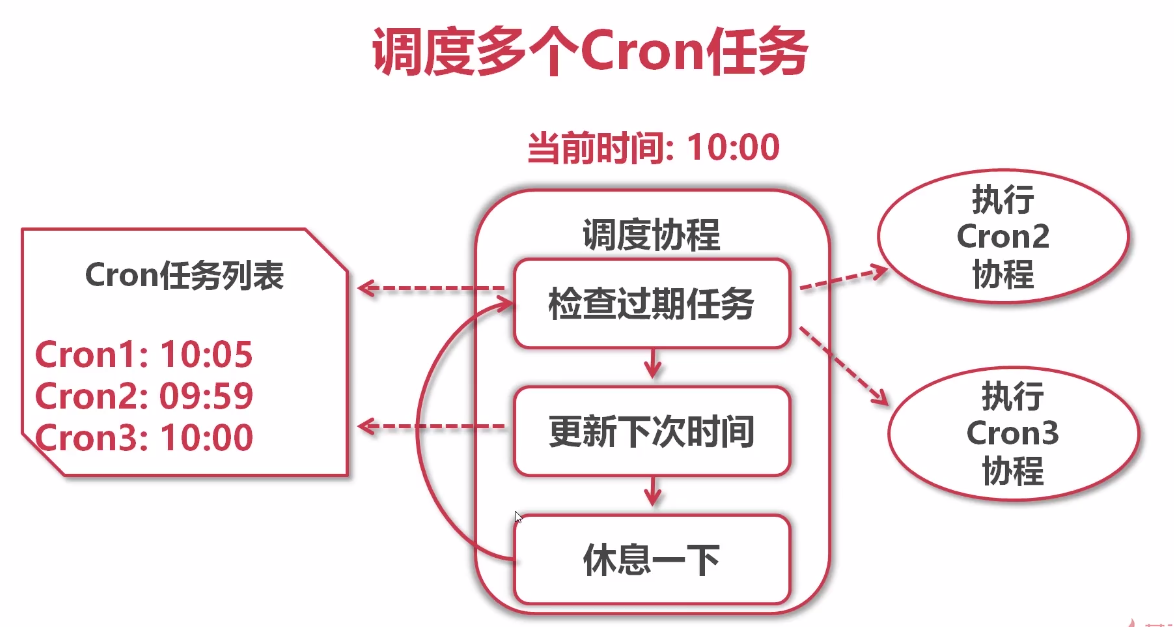 调度多个Cron任务
当前时间: 10:00
Cron任务列表
Cron1: 10:05
Cron2: 09:59
Cron3: 10:00
调度协程
检查过期任务
更新下次时间
休息一下
执行
Cron2
协程
执行
Cron3
协程